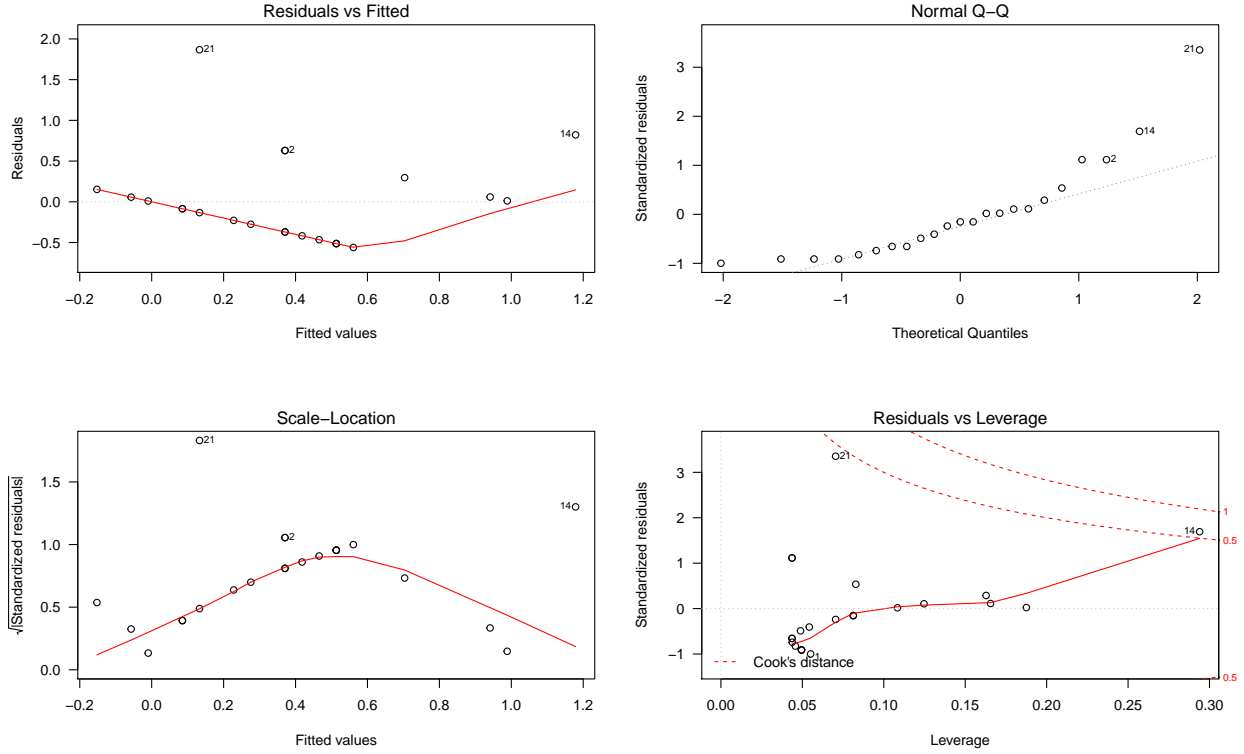 Residuals vs Fitted
Residuals
2.0
1.5
1.0
0.5
0.0
−0.5
21
2
14
−0.2 0.0 0.2 0.4 0.6 0.8 1.0 1.2
Fitted values
Normal Q−Q
Standardized residuals
3
2
1
0
−1
21
14
2
−2 −1 0 1 2
Theoretical Quantiles
Scale−Location
√|Standardized residuals|
1.5
1.0
0.5
0.0
21
2
14
−0.2 0.0 0.2 0.4 0.6 0.8 1.0 1.2
Fitted values
Residuals vs Leverage
Standardized residuals
3
2
1
0
−1
21
14
1
1
0.5
0.5
Cook's distance
0.00 0.05 0.10 0.15 0.20 0.25 0.30
Leverage